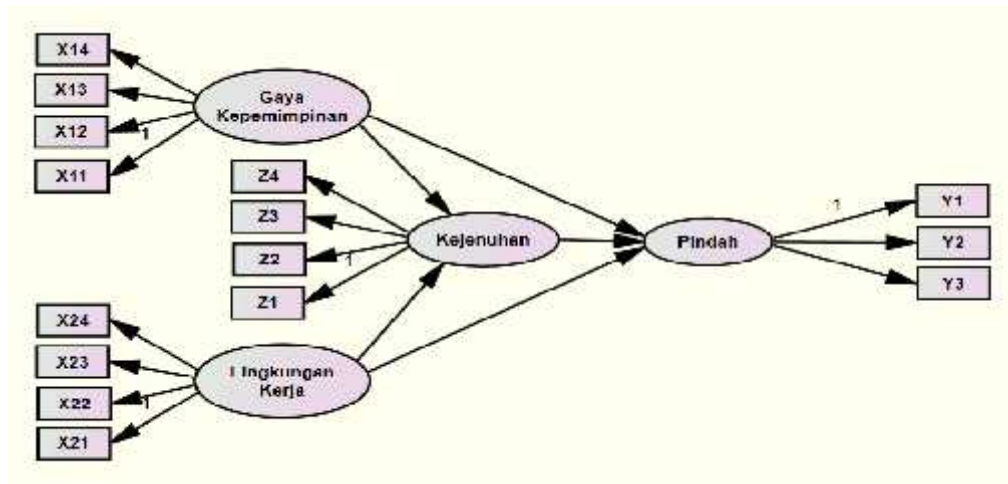 X14
X13
X12
X11
1
Gaya
Kepemimpinan
Z4
Z3
Z2
Z1
1
Kejenuhan
Pindah
1
Y1
Y2
Y3
X24
X23
X22
X21
1
Lingkungan
Kerja